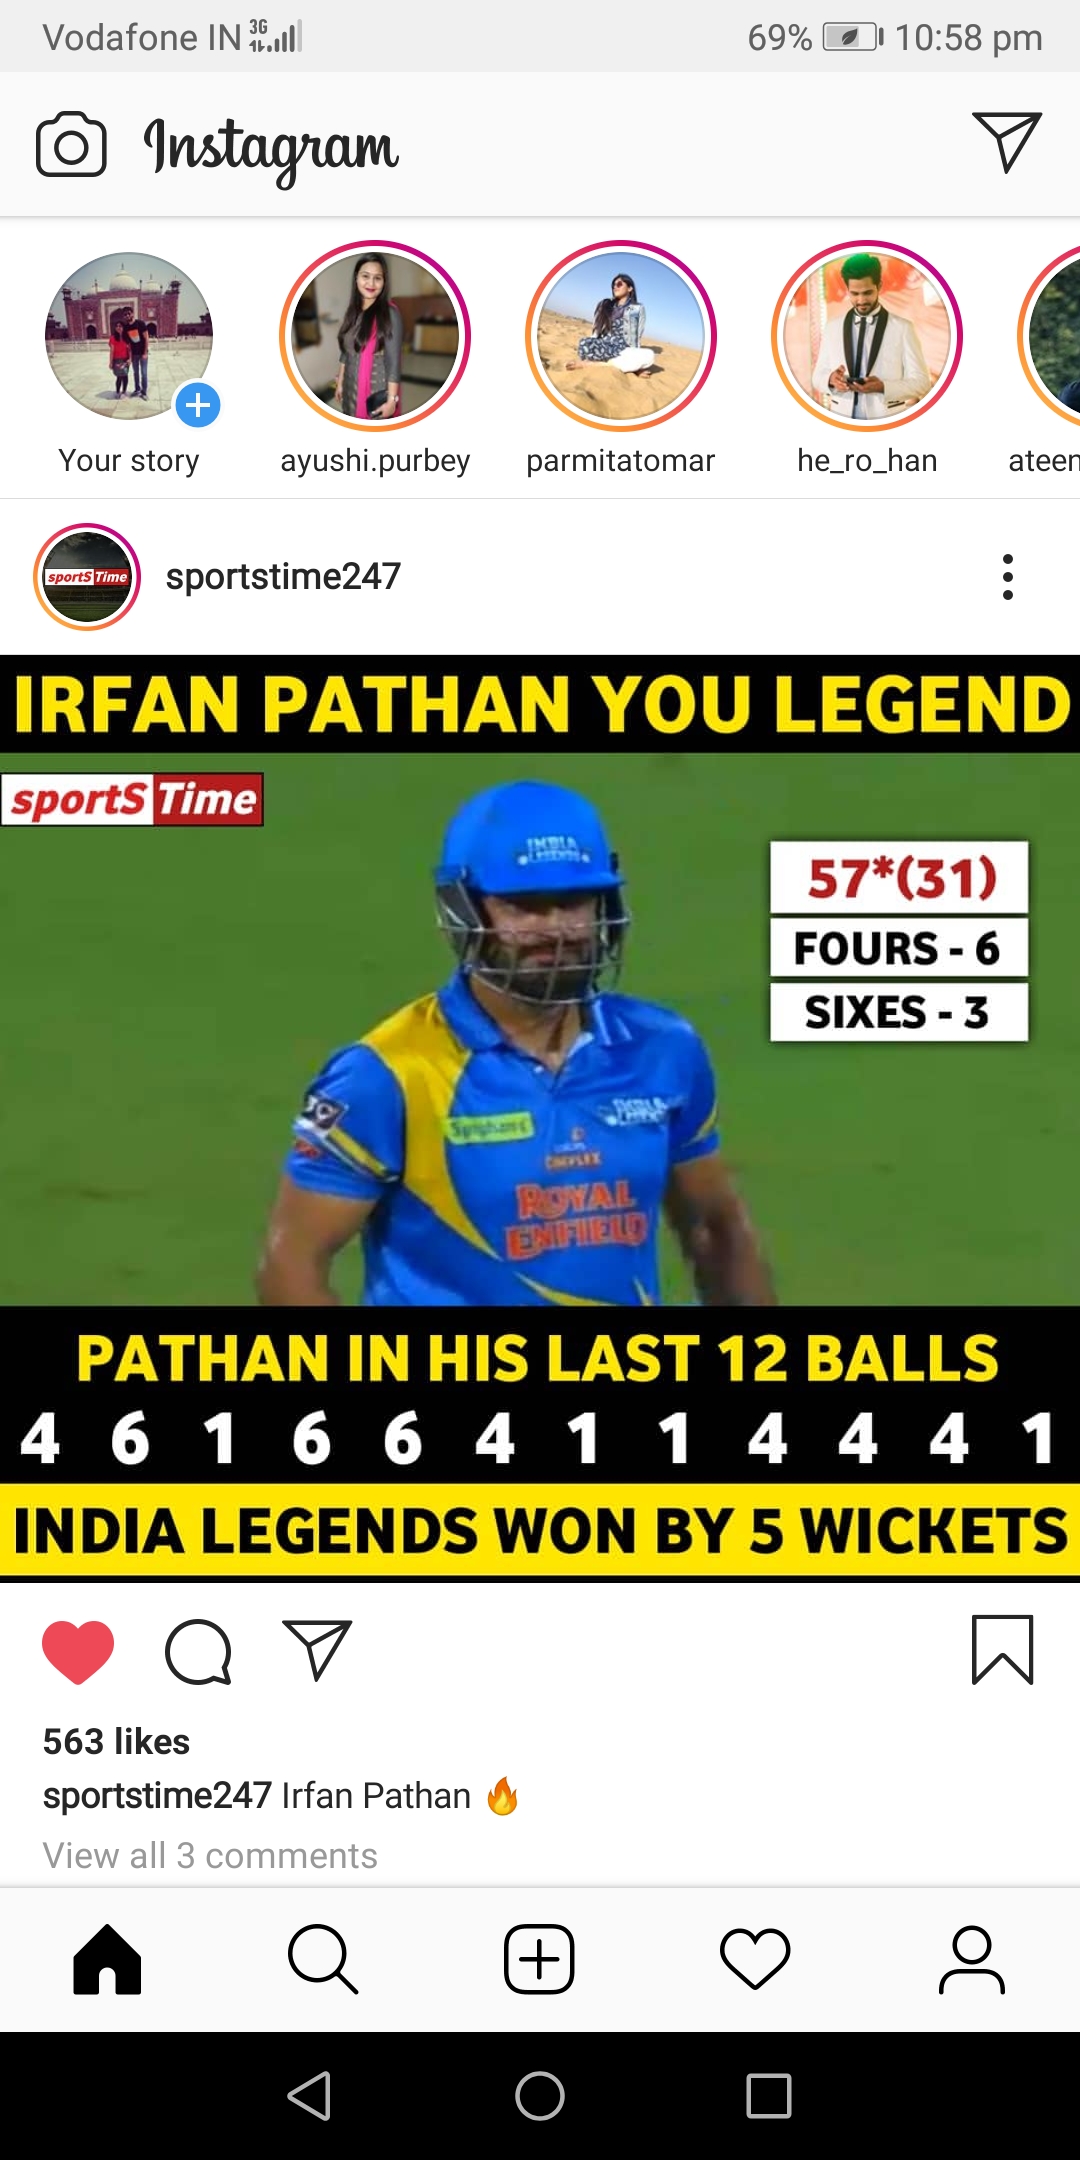 Vodafone IN 3G 69% 10:58 pm
Instagram
Your story ayushi.purbey parmitatomar he_ro_han ateen
sportS Time sportstime247
IRFAN PATHAN YOU LEGEND
sportS Time
INDIA
LEGENDS
57*(31)
FOURS - 6
SIXES - 3
ROYAL
ENFIELD
PATHAN IN HIS LAST 12 BALLS
4 6 1 6 6 4 1 1 4 4 4 1
INDIA LEGENDS WON BY 5 WICKETS
563 likes
sportstime247 Irfan Pathan 🔥
View all 3 comments